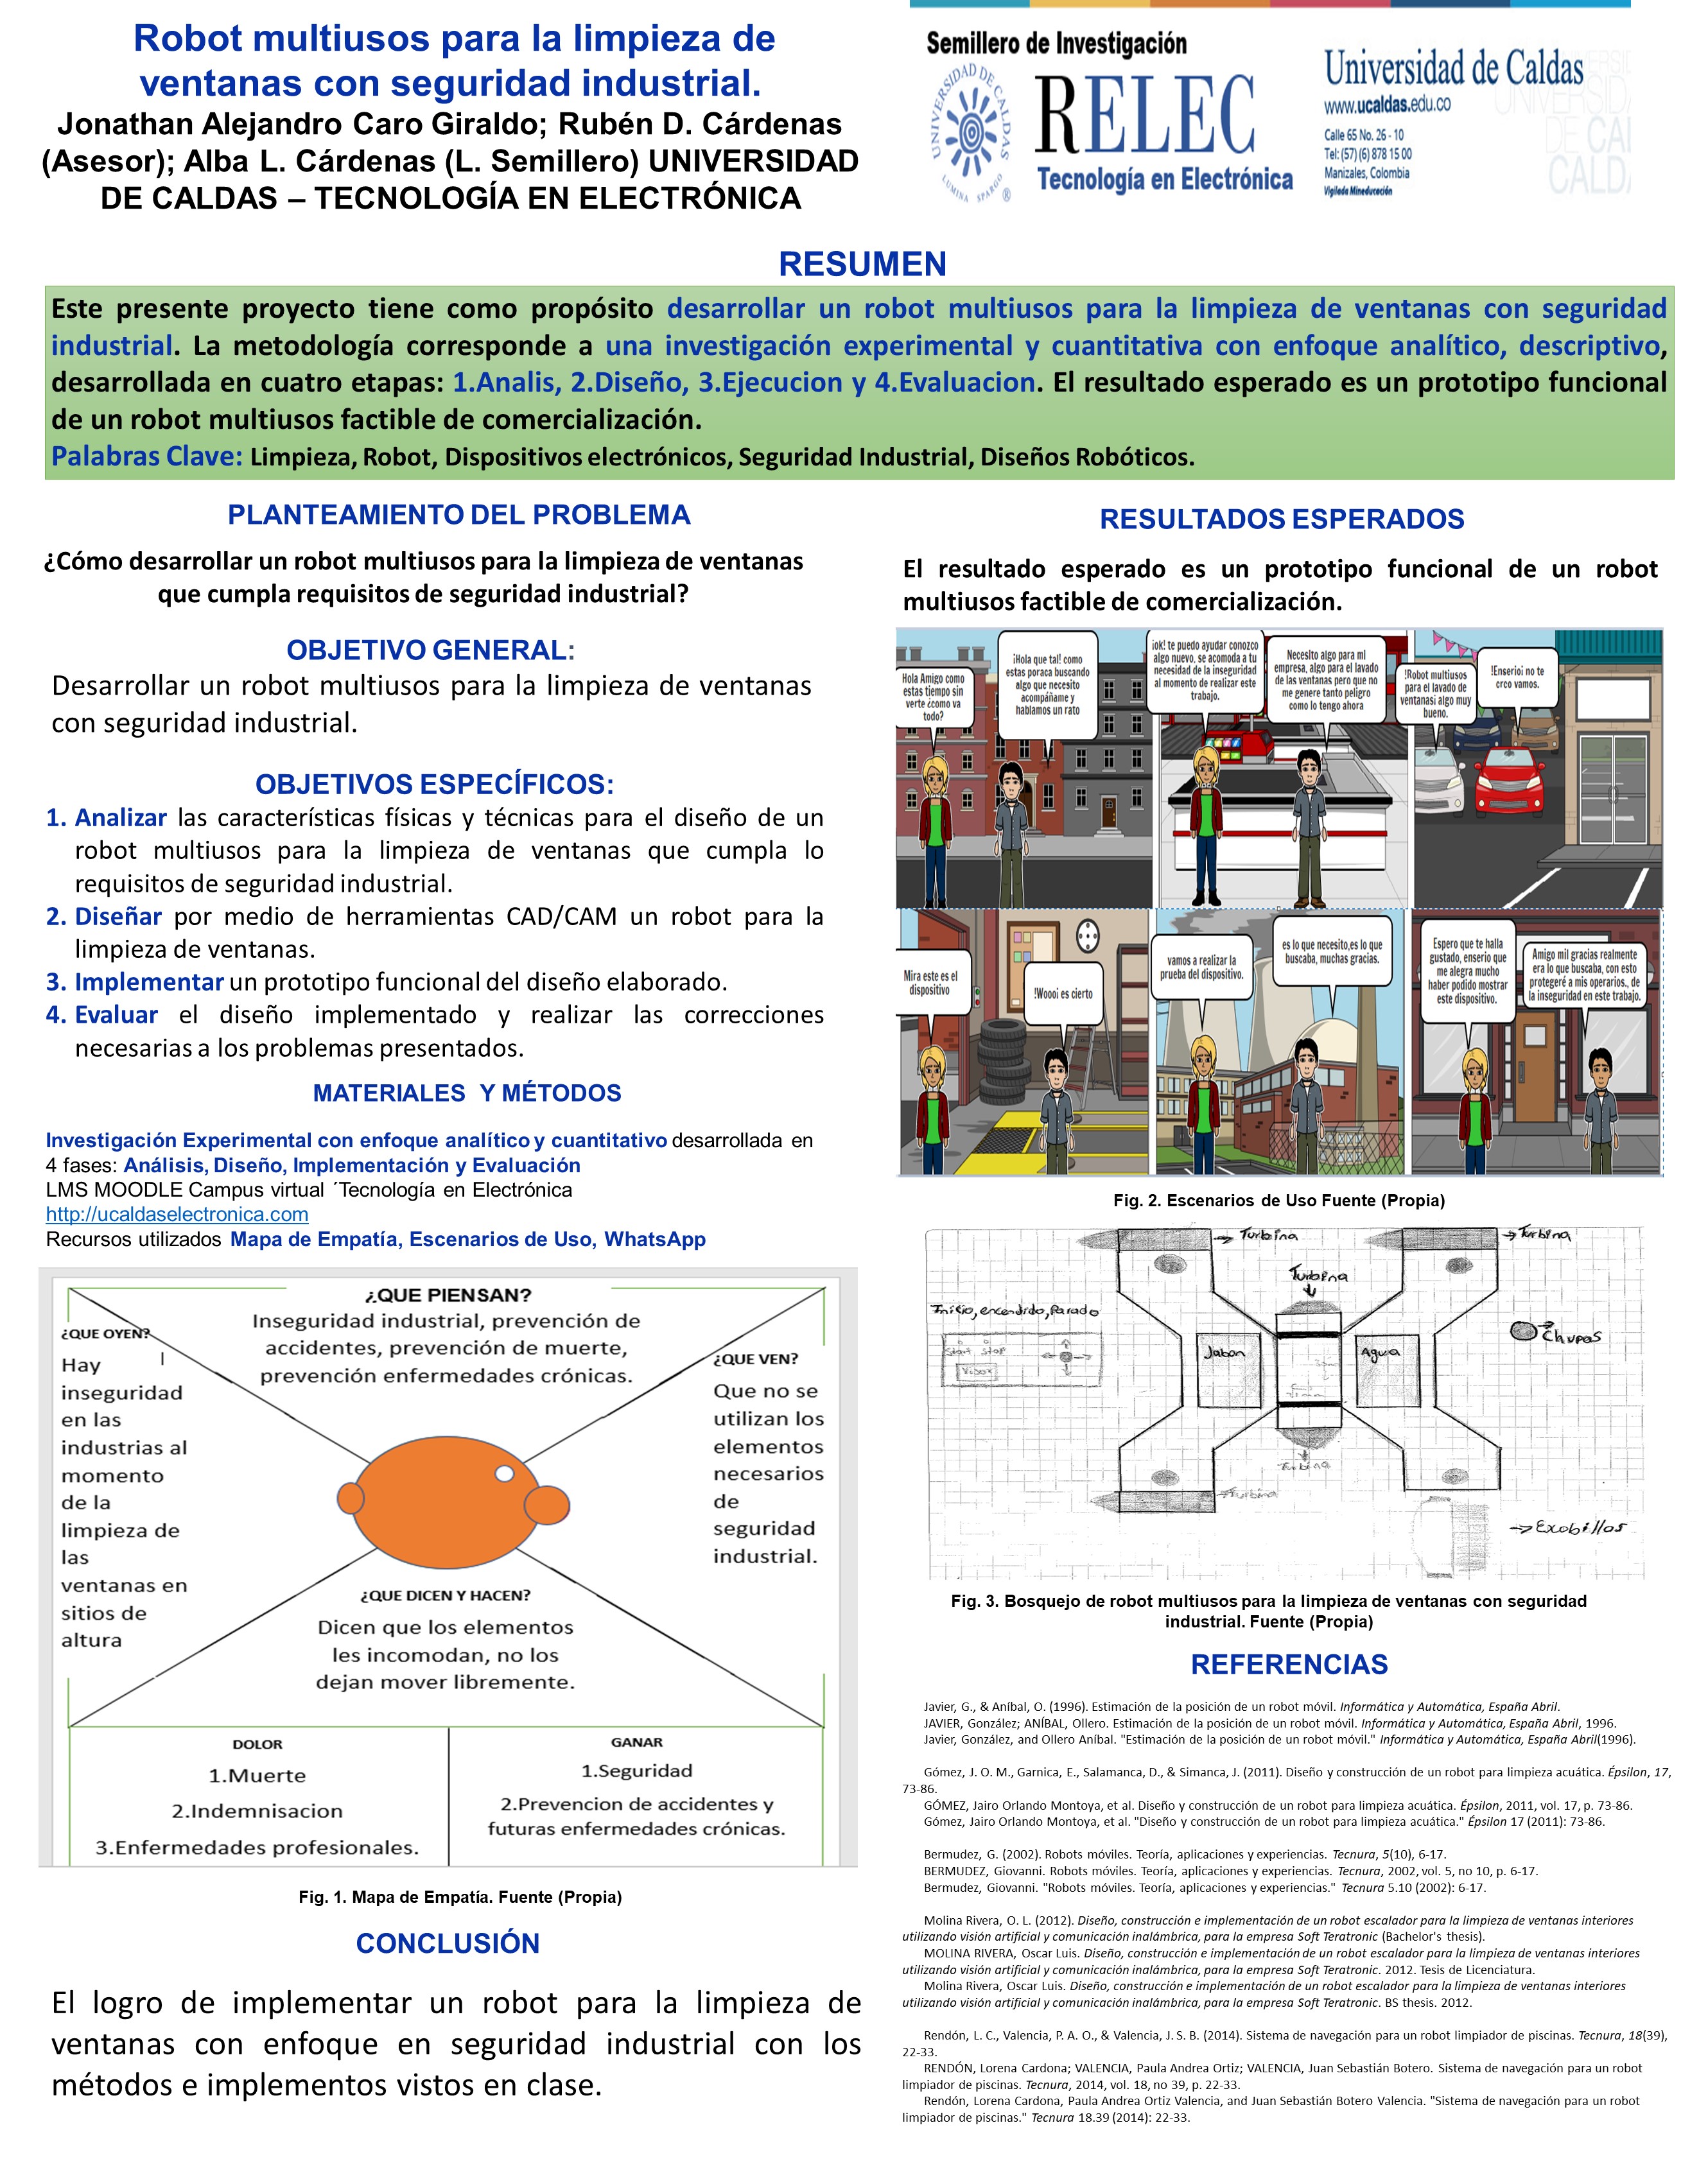 Robot multiusos para la limpieza de
ventanas con seguridad industrial.
Jonathan Alejandro Caro Giraldo; Rubén D. Cárdenas
(Asesor); Alba L. Cárdenas (L. Semillero) UNIVERSIDAD
DE CALDAS – TECNOLOGÍA EN ELECTRÓNICA
Semillero de Investigación
UNIVERSIDAD DE CALDAS
LUMINA SPARGO
®
RELEC
Tecnología en Electrónica
Universidad de Caldas
www.ucaldas.edu.co
Calle 65 No. 26 - 10
Tel: (57) (6) 878 15 00
Manizales, Colombia
Vigilada Mineducación
RESUMEN
Este presente proyecto tiene como propósito desarrollar un robot multiusos para la limpieza de ventanas con seguridad
industrial. La metodología corresponde a una investigación experimental y cuantitativa con enfoque analítico, descriptivo,
desarrollada en cuatro etapas: 1.Analis, 2.Diseño, 3.Ejecucion y 4.Evaluacion. El resultado esperado es un prototipo funcional
de un robot multiusos factible de comercialización.
Palabras Clave: Limpieza, Robot, Dispositivos electrónicos, Seguridad Industrial, Diseños Robóticos.
PLANTEAMIENTO DEL PROBLEMA
¿Cómo desarrollar un robot multiusos para la limpieza de ventanas
que cumpla requisitos de seguridad industrial?
OBJETIVO GENERAL:
Desarrollar un robot multiusos para la limpieza de ventanas
con seguridad industrial.
OBJETIVOS ESPECÍFICOS:
1. Analizar las características físicas y técnicas para el diseño de un
robot multiusos para la limpieza de ventanas que cumpla lo
requisitos de seguridad industrial.
2. Diseñar por medio de herramientas CAD/CAM un robot para la
limpieza de ventanas.
3. Implementar un prototipo funcional del diseño elaborado.
4. Evaluar el diseño implementado y realizar las correcciones
necesarias a los problemas presentados.
MATERIALES Y MÉTODOS
Investigación Experimental con enfoque analítico y cuantitativo desarrollada en
4 fases: Análisis, Diseño, Implementación y Evaluación
LMS MOODLE Campus virtual ´Tecnología en Electrónica
http://ucaldaselectronica.com
Recursos utilizados Mapa de Empatía, Escenarios de Uso, WhatsApp
¿QUE PIENSAN?
Inseguridad industrial, prevención de
accidentes, prevención de muerte,
prevención enfermedades crónicas.
¿QUE OYEN?
Hay
inseguridad
en las
industrias al
momento
de la
limpieza de
las
ventanas en
sitios de
altura
¿QUE VEN?
Que no se
utilizan los
elementos
necesarios
de
seguridad
industrial.
¿QUE DICEN Y HACEN?
Dicen que los elementos
les incomodan, no los
dejan mover libremente.
DOLOR
1.Muerte
2.Indemnisacion
3.Enfermedades profesionales.
GANAR
1.Seguridad
2.Prevencion de accidentes y
futuras enfermedades crónicas.
Fig. 1. Mapa de Empatía. Fuente (Propia)
CONCLUSIÓN
El logro de implementar un robot para la limpieza de
ventanas con enfoque en seguridad industrial con los
métodos e implementos vistos en clase.
RESULTADOS ESPERADOS
El resultado esperado es un prototipo funcional de un robot
multiusos factible de comercialización.
Hola Amigo como
estas tiempo sin
verte ¿como va
todo?
¡Hola que tal! como
estas poraca buscando
algo que necesito
acompáñame y
hablamos un rato
¡ok! te puedo ayudar conozco
algo nuevo, se acomoda a tu
necesidad de la inseguridad
al momento de realizar este
trabajo.
Necesito algo para mi
empresa, algo para el lavado
de las ventanas pero que no
me genere tanto peligro
como lo tengo ahora
!Robot multiusos
para el lavado de
ventanas¡ algo muy
bueno.
!Enserio¡ no te
creo vamos.
Mira este es el
dispositivo
!Woooi es cierto
vamos a realizar la
prueba del dispositivo.
es lo que necesito,es lo que
buscaba, muchas gracias.
Espero que te halla
gustado, enserio que
me alegra mucho
haber podido mostrar
este dispositivo.
Amigo mil gracias realmente
era lo que buscaba, con esto
protegeré a mis operarios., de
la inseguridad en este trabajo.
Fig. 2. Escenarios de Uso Fuente (Propia)
Turbina
Turbina
Turbina
Inicio, encendido, Parado
Start Stop
Visor
Jabon
Agua
Chupas
Turbina
Turbina
Exobillos
Fig. 3. Bosquejo de robot multiusos para la limpieza de ventanas con seguridad
industrial. Fuente (Propia)
REFERENCIAS
Javier, G., & Aníbal, O. (1996). Estimación de la posición de un robot móvil. Informática y Automática, España Abril.
JAVIER, González; ANÍBAL, Ollero. Estimación de la posición de un robot móvil. Informática y Automática, España Abril, 1996.
Javier, González, and Ollero Aníbal. "Estimación de la posición de un robot móvil." Informática y Automática, España Abril(1996).
Gómez, J. O. M., Garnica, E., Salamanca, D., & Simanca, J. (2011). Diseño y construcción de un robot para limpieza acuática. Épsilon, 17,
73-86.
GÓMEZ, Jairo Orlando Montoya, et al. Diseño y construcción de un robot para limpieza acuática. Épsilon, 2011, vol. 17, p. 73-86.
Gómez, Jairo Orlando Montoya, et al. "Diseño y construcción de un robot para limpieza acuática." Épsilon 17 (2011): 73-86.
Bermudez, G. (2002). Robots móviles. Teoría, aplicaciones y experiencias. Tecnura, 5(10), 6-17.
BERMUDEZ, Giovanni. Robots móviles. Teoría, aplicaciones y experiencias. Tecnura, 2002, vol. 5, no 10, p. 6-17.
Bermudez, Giovanni. "Robots móviles. Teoría, aplicaciones y experiencias." Tecnura 5.10 (2002): 6-17.
Molina Rivera, O. L. (2012). Diseño, construcción e implementación de un robot escalador para la limpieza de ventanas interiores
utilizando visión artificial y comunicación inalámbrica, para la empresa Soft Teratronic (Bachelor's thesis).
MOLINA RIVERA, Oscar Luis. Diseño, construcción e implementación de un robot escalador para la limpieza de ventanas interiores
utilizando visión artificial y comunicación inalámbrica, para la empresa Soft Teratronic. 2012. Tesis de Licenciatura.
Molina Rivera, Oscar Luis. Diseño, construcción e implementación de un robot escalador para la limpieza de ventanas interiores
utilizando visión artificial y comunicación inalámbrica, para la empresa Soft Teratronic. BS thesis. 2012.
Rendón, L. C., Valencia, P. A. O., & Valencia, J. S. B. (2014). Sistema de navegación para un robot limpiador de piscinas. Tecnura, 18(39),
22-33.
RENDÓN, Lorena Cardona; VALENCIA, Paula Andrea Ortiz; VALENCIA, Juan Sebastián Botero. Sistema de navegación para un robot
limpiador de piscinas. Tecnura, 2014, vol. 18, no 39, p. 22-33.
Rendón, Lorena Cardona, Paula Andrea Ortiz Valencia, and Juan Sebastián Botero Valencia. "Sistema de navegación para un robot
limpiador de piscinas." Tecnura 18.39 (2014): 22-33.